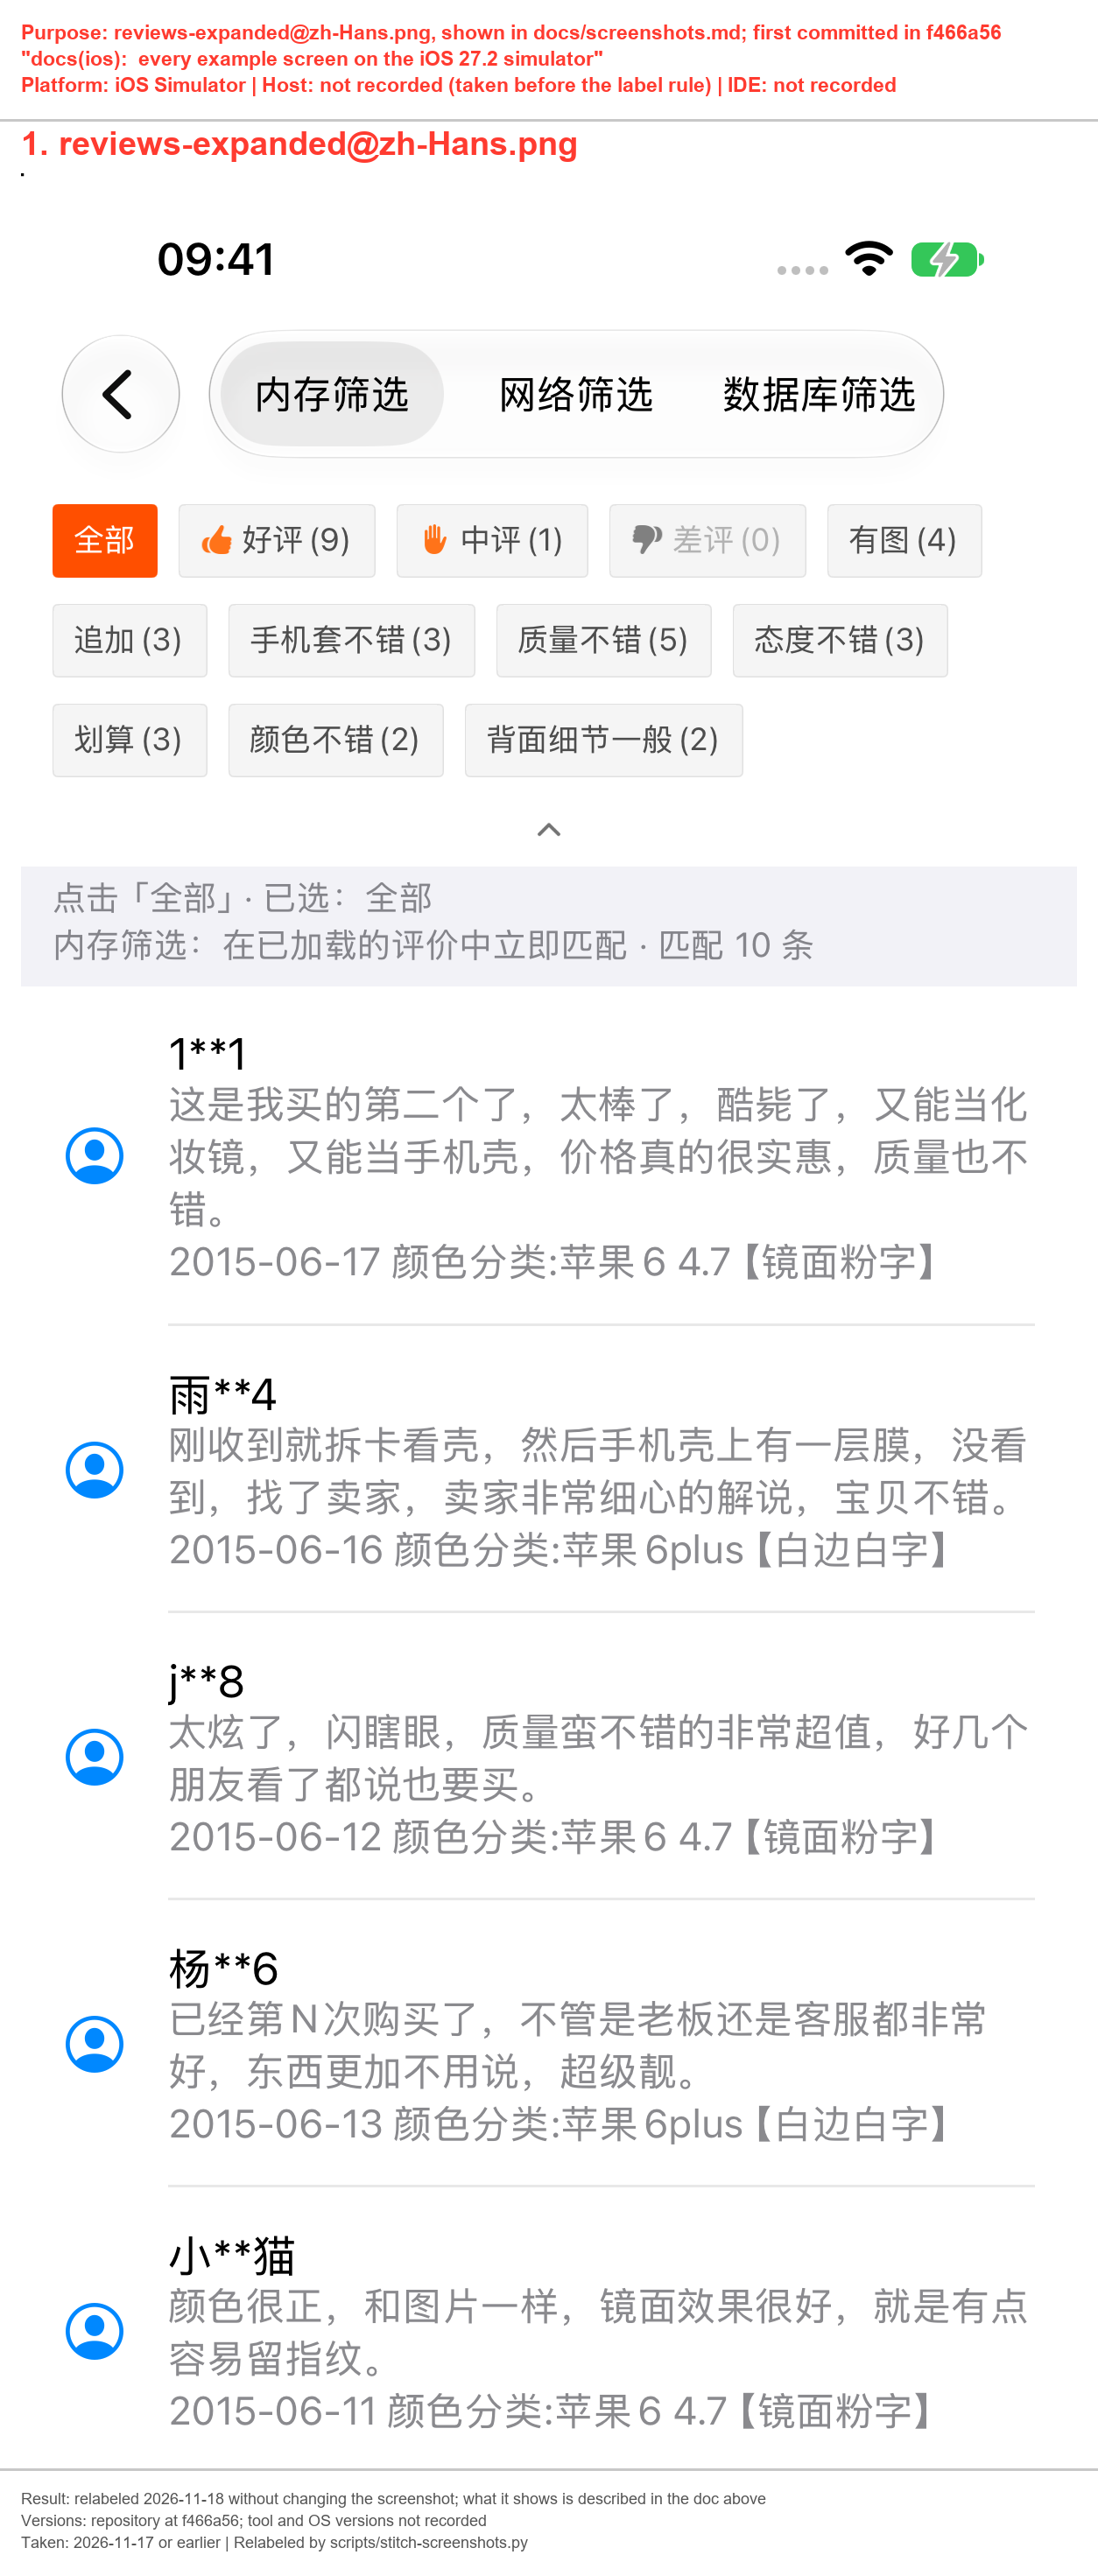 Purpose: reviews-expanded@zh-Hans.png, shown in docs/screenshots.md; first committed in f466a56
"docs(ios):  every example screen on the iOS 27.2 simulator"
Platform: iOS Simulator | Host: not recorded (taken before the label rule) | IDE: not recorded
1. reviews-expanded@zh-Hans.png
09:41
内存筛选 网络筛选 数据库筛选
全部 好评 (9) 中评 (1) 差评 (0) 有图 (4)
追加 (3) 手机套不错 (3) 质量不错 (5) 态度不错 (3)
划算 (3) 颜色不错 (2) 背面细节一般 (2)
点击「全部」· 已选：全部
内存筛选：在已加载的评价中立即匹配 · 匹配 10 条
1**1
这是我买的第二个了，太棒了，酷毙了，又能当化
妆镜，又能当手机壳，价格真的很实惠，质量也不
错。
2015-06-17 颜色分类:苹果 6 4.7【镜面粉字】
雨**4
刚收到就拆卡看壳，然后手机壳上有一层膜，没看
到，找了卖家，卖家非常细心的解说，宝贝不错。
2015-06-16 颜色分类:苹果 6plus【白边白字】
j**8
太炫了，闪瞎眼，质量蛮不错的非常超值，好几个
朋友看了都说也要买。
2015-06-12 颜色分类:苹果 6 4.7【镜面粉字】
杨**6
已经第 N 次购买了，不管是老板还是客服都非常
好，东西更加不用说，超级靓。
2015-06-13 颜色分类:苹果 6plus【白边白字】
小**猫
颜色很正，和图片一样，镜面效果很好，就是有点
容易留指纹。
2015-06-11 颜色分类:苹果 6 4.7【镜面粉字】
Result: relabeled 2026-11-18 without changing the screenshot; what it shows is described in the doc above
Versions: repository at f466a56; tool and OS versions not recorded
Taken: 2026-11-17 or earlier | Relabeled by scripts/stitch-screenshots.py